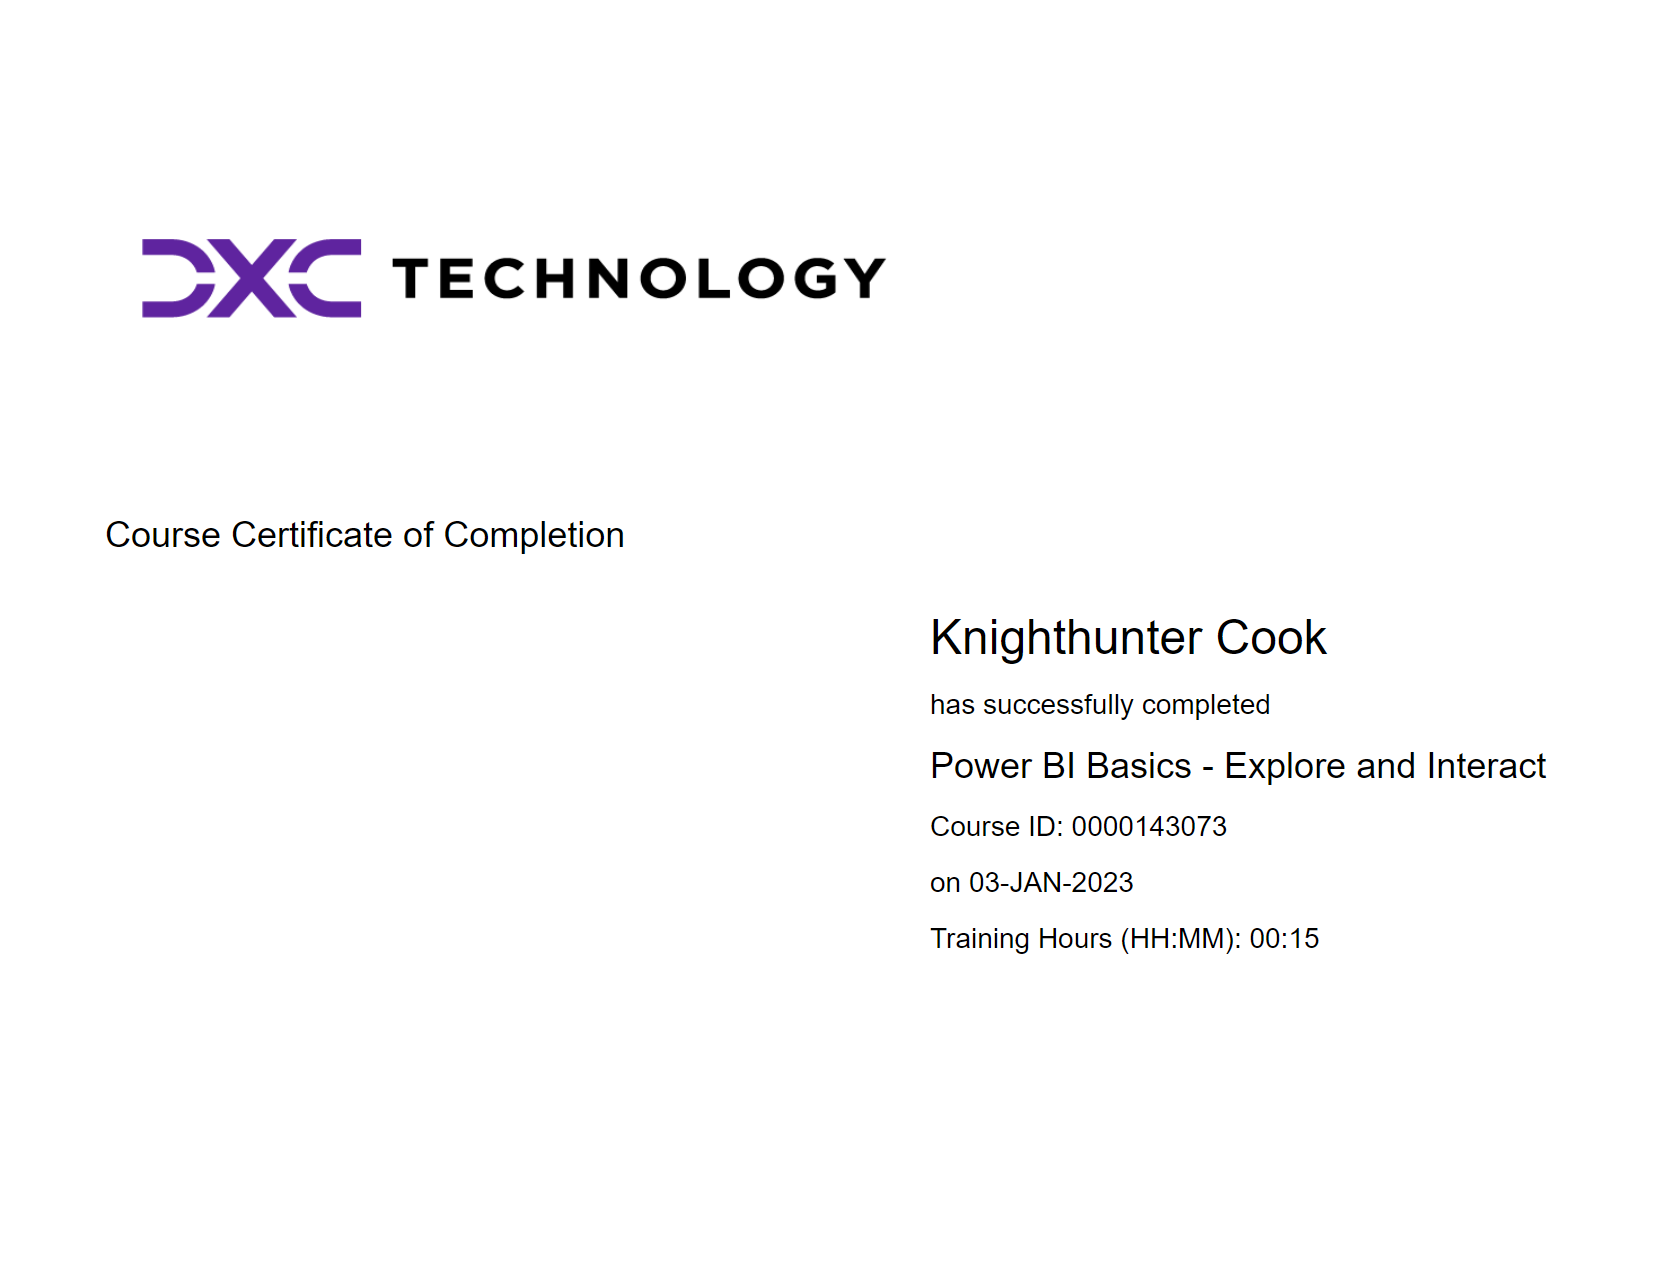 DXC TECHNOLOGY
Course Certificate of Completion
Knighthunter Cook
has successfully completed
Power BI Basics - Explore and Interact
Course ID: 0000143073
on 03-JAN-2023
Training Hours (HH:MM): 00:15